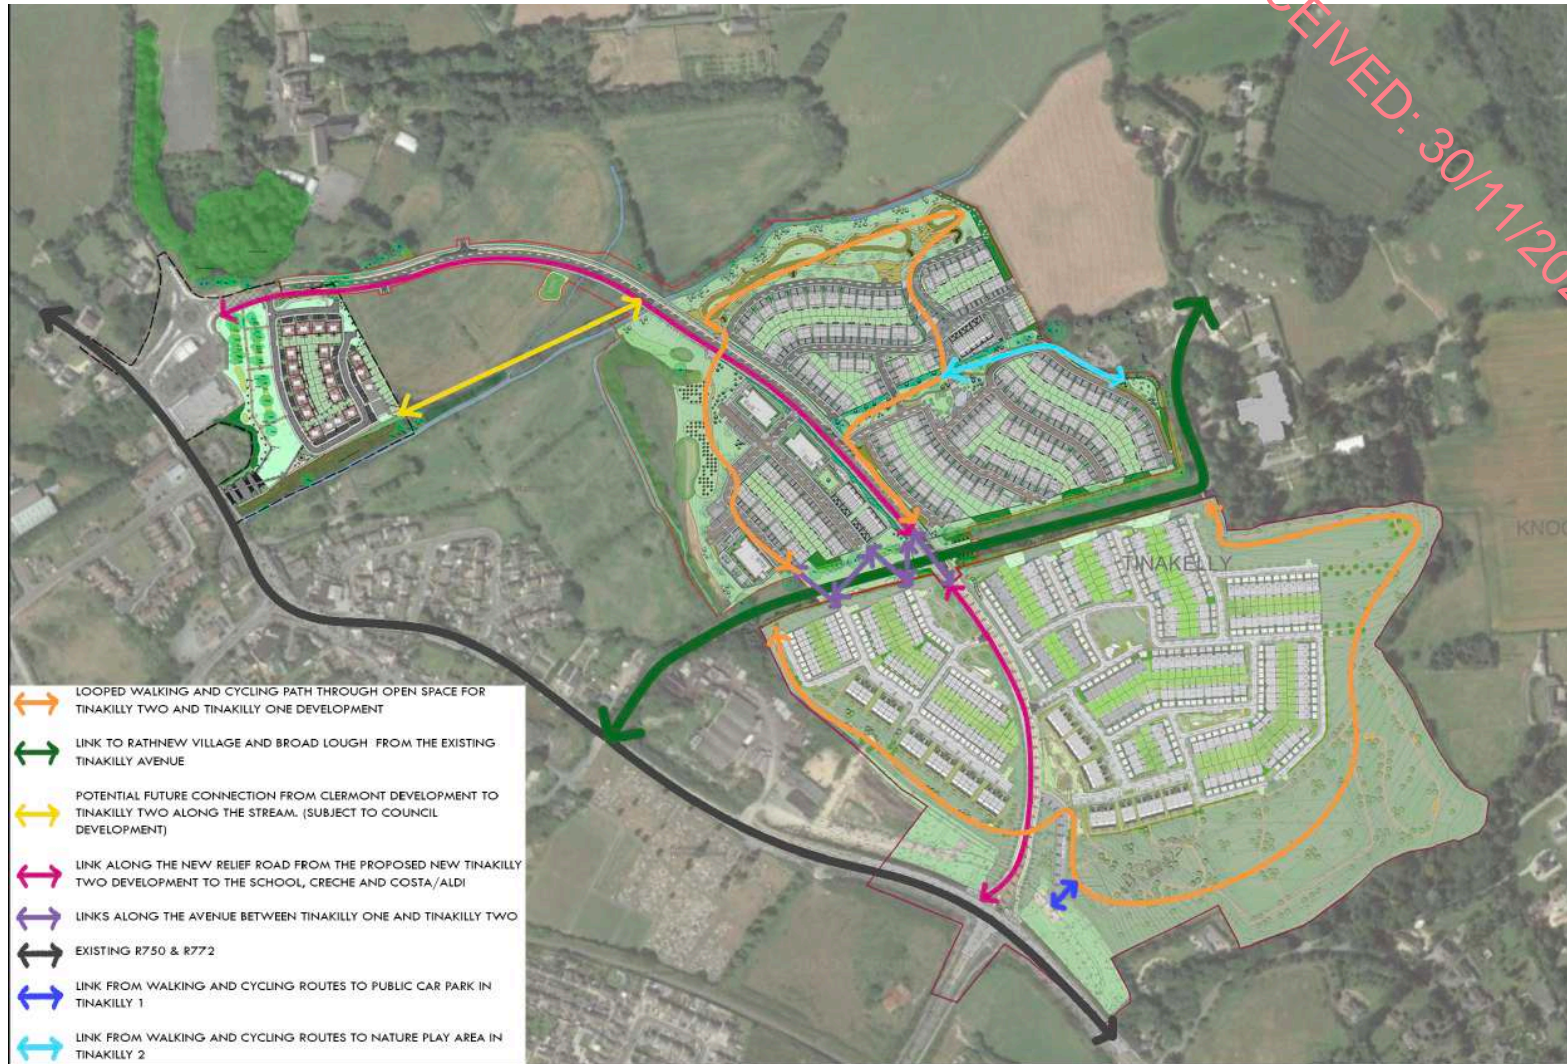 RECEIVED: 30/11/202
KNO
TINAKELLY
LOOPED WALKING AND CYCLING PATH THROUGH OPEN SPACE FOR
TINAKILLY TWO AND TINAKILLY ONE DEVELOPMENT
LINK TO RATHNEW VILLAGE AND BROAD LOUGH FROM THE EXISTING
TINAKILLY AVENUE
POTENTIAL FUTURE CONNECTION FROM CLERMONT DEVELOPMENT TO
TINAKILLY TWO ALONG THE STREAM. (SUBJECT TO COUNCIL
DEVELOPMENT)
LINK ALONG THE NEW RELIEF ROAD FROM THE PROPOSED NEW TINAKILLY
TWO DEVELOPMENT TO THE SCHOOL, CRECHE AND COSTA/ALDI
LINKS ALONG THE AVENUE BETWEEN TINAKILLY ONE AND TINAKILLY TWO
EXISTING R750 & R772
LINK FROM WALKING AND CYCLING ROUTES TO PUBLIC CAR PARK IN
TINAKILLY 1
LINK FROM WALKING AND CYCLING ROUTES TO NATURE PLAY AREA IN
TINAKILLY 2